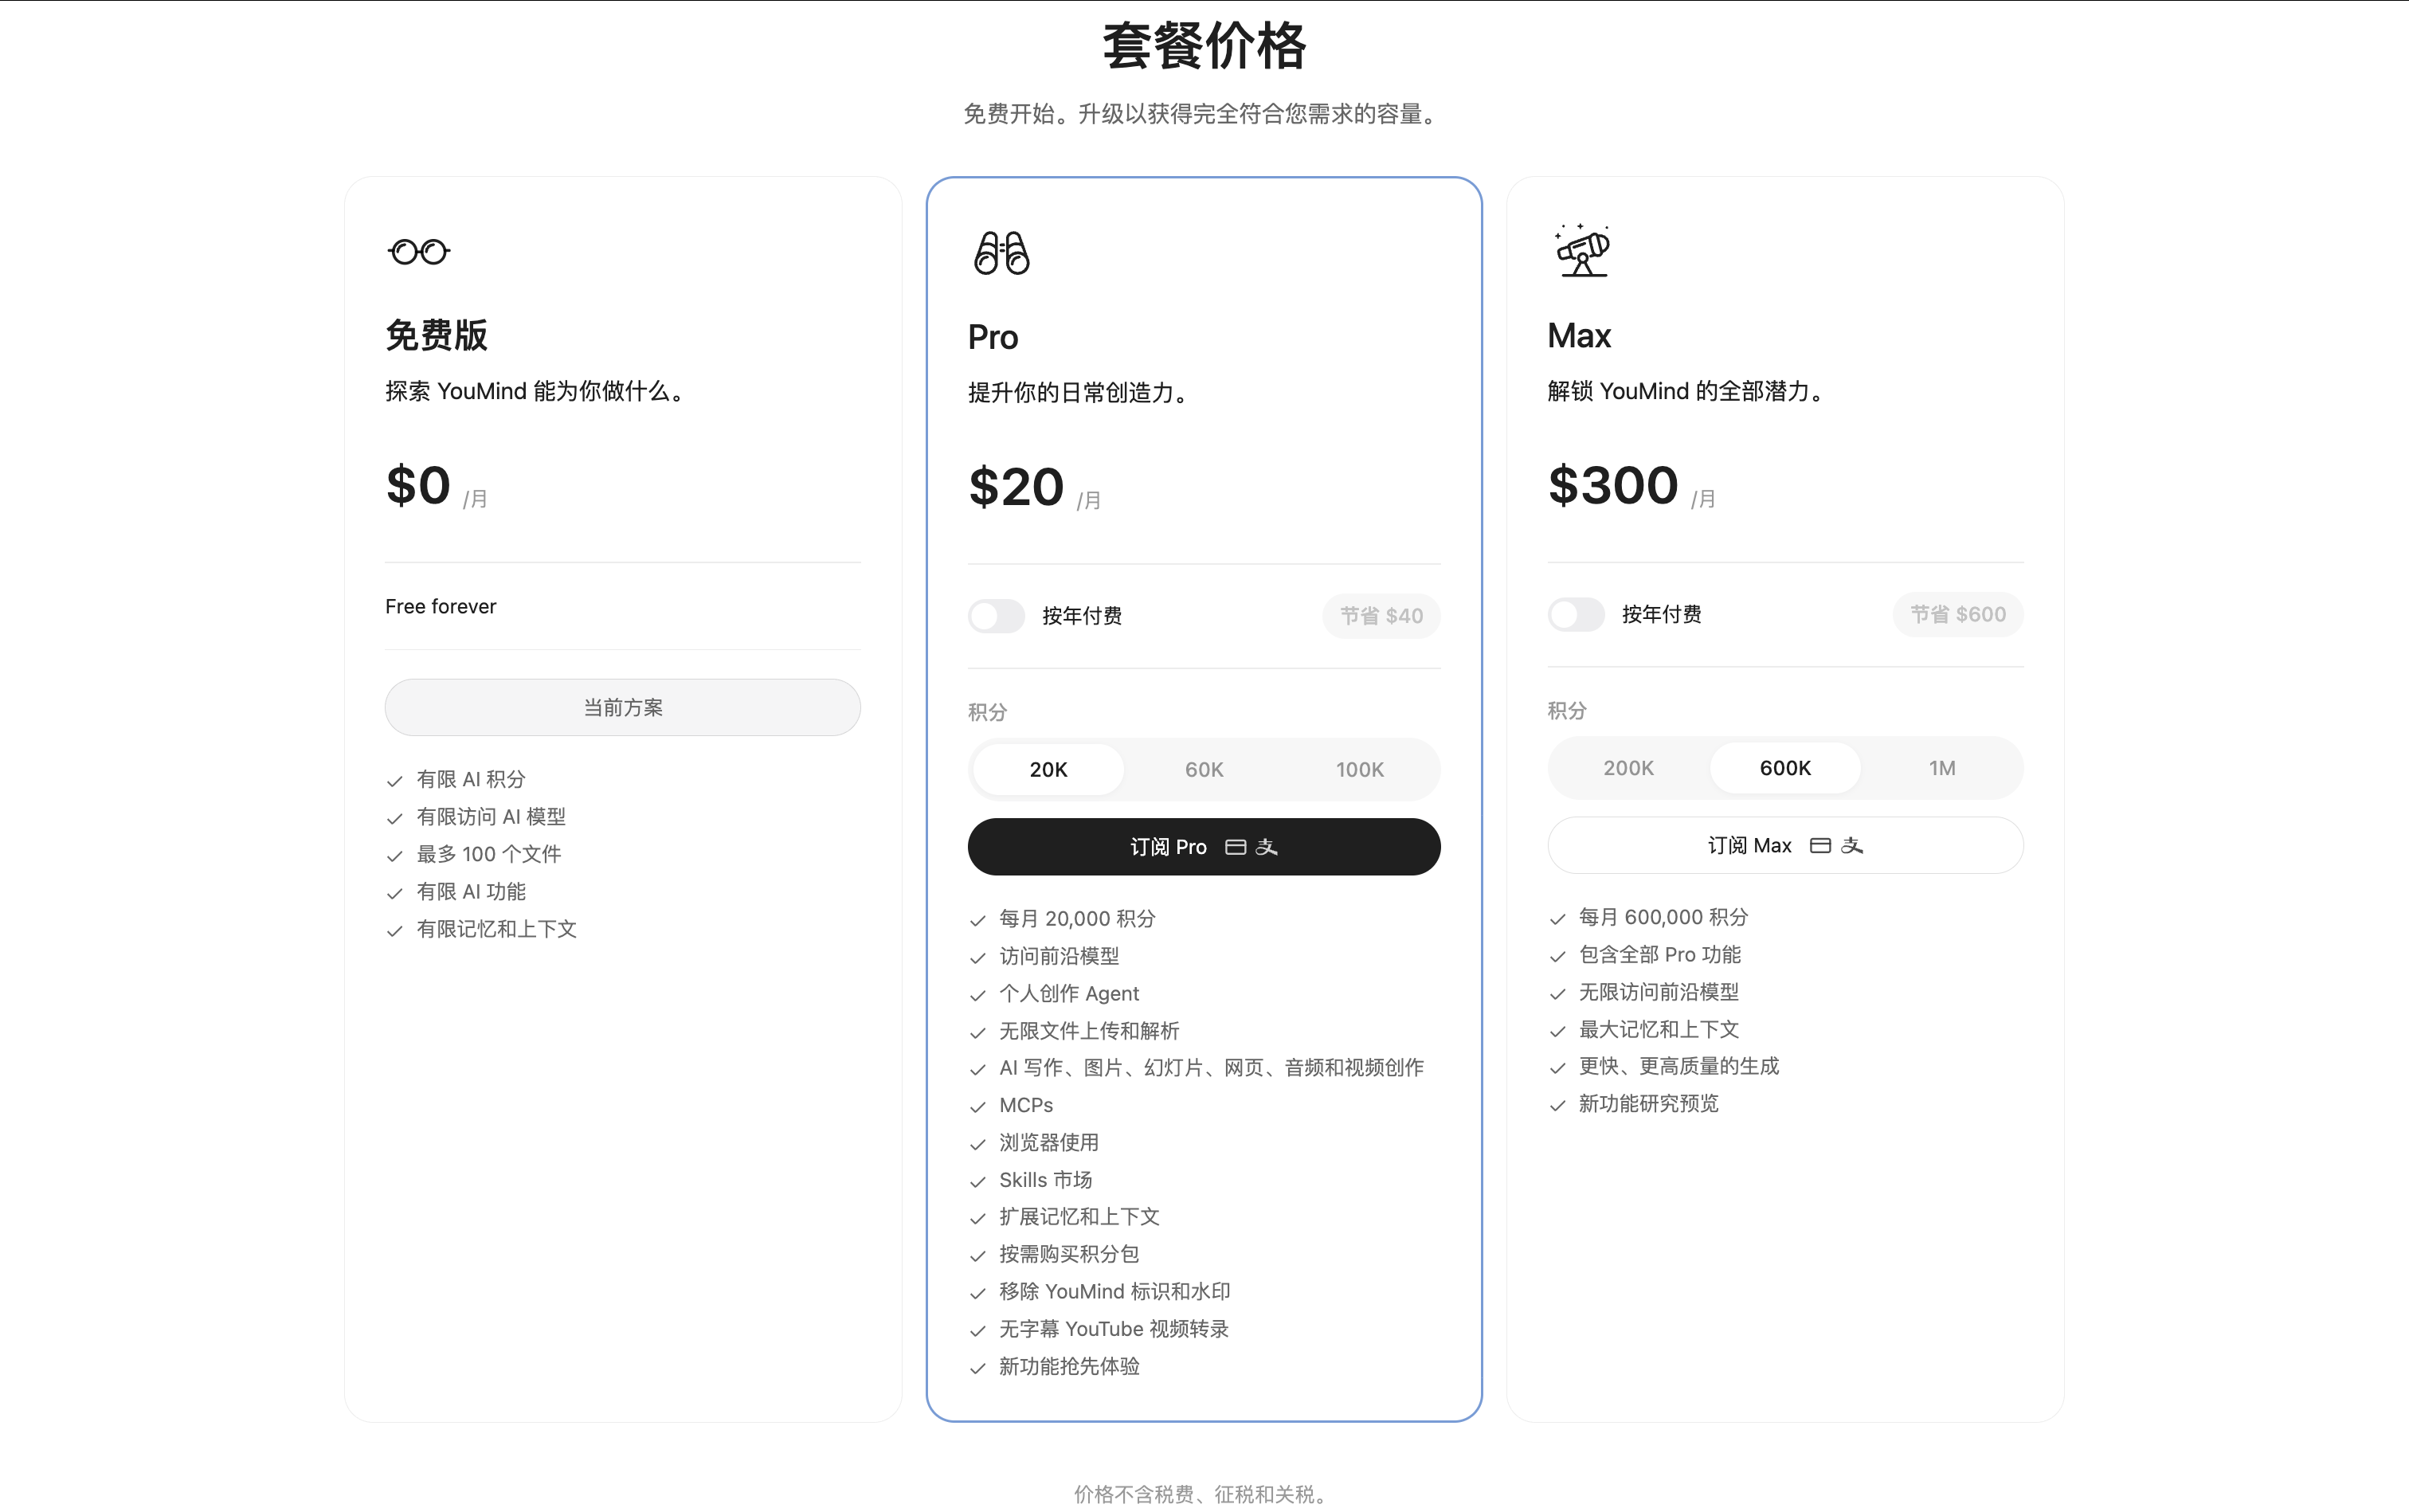 套餐价格
免费开始。升级以获得完全符合您需求的容量。
免费版
探索 YouMind 能为你做什么。
$0 /月
Free forever
当前方案
有限 AI 积分
有限访问 AI 模型
最多 100 个文件
有限 AI 功能
有限记忆和上下文
Pro
提升你的日常创造力。
$20 /月
按年付费 节省 $40
积分
20K 60K 100K
订阅 Pro 支
每月 20,000 积分
访问前沿模型
个人创作 Agent
无限文件上传和解析
AI 写作、图片、幻灯片、网页、音频和视频创作
MCPs
浏览器使用
Skills 市场
扩展记忆和上下文
按需购买积分包
移除 YouMind 标识和水印
无字幕 YouTube 视频转录
新功能抢先体验
Max
解锁 YouMind 的全部潜力。
$300 /月
按年付费 节省 $600
积分
200K 600K 1M
订阅 Max 支
每月 600,000 积分
包含全部 Pro 功能
无限访问前沿模型
最大记忆和上下文
更快、更高质量的生成
新功能研究预览
价格不含税费、征税和关税。